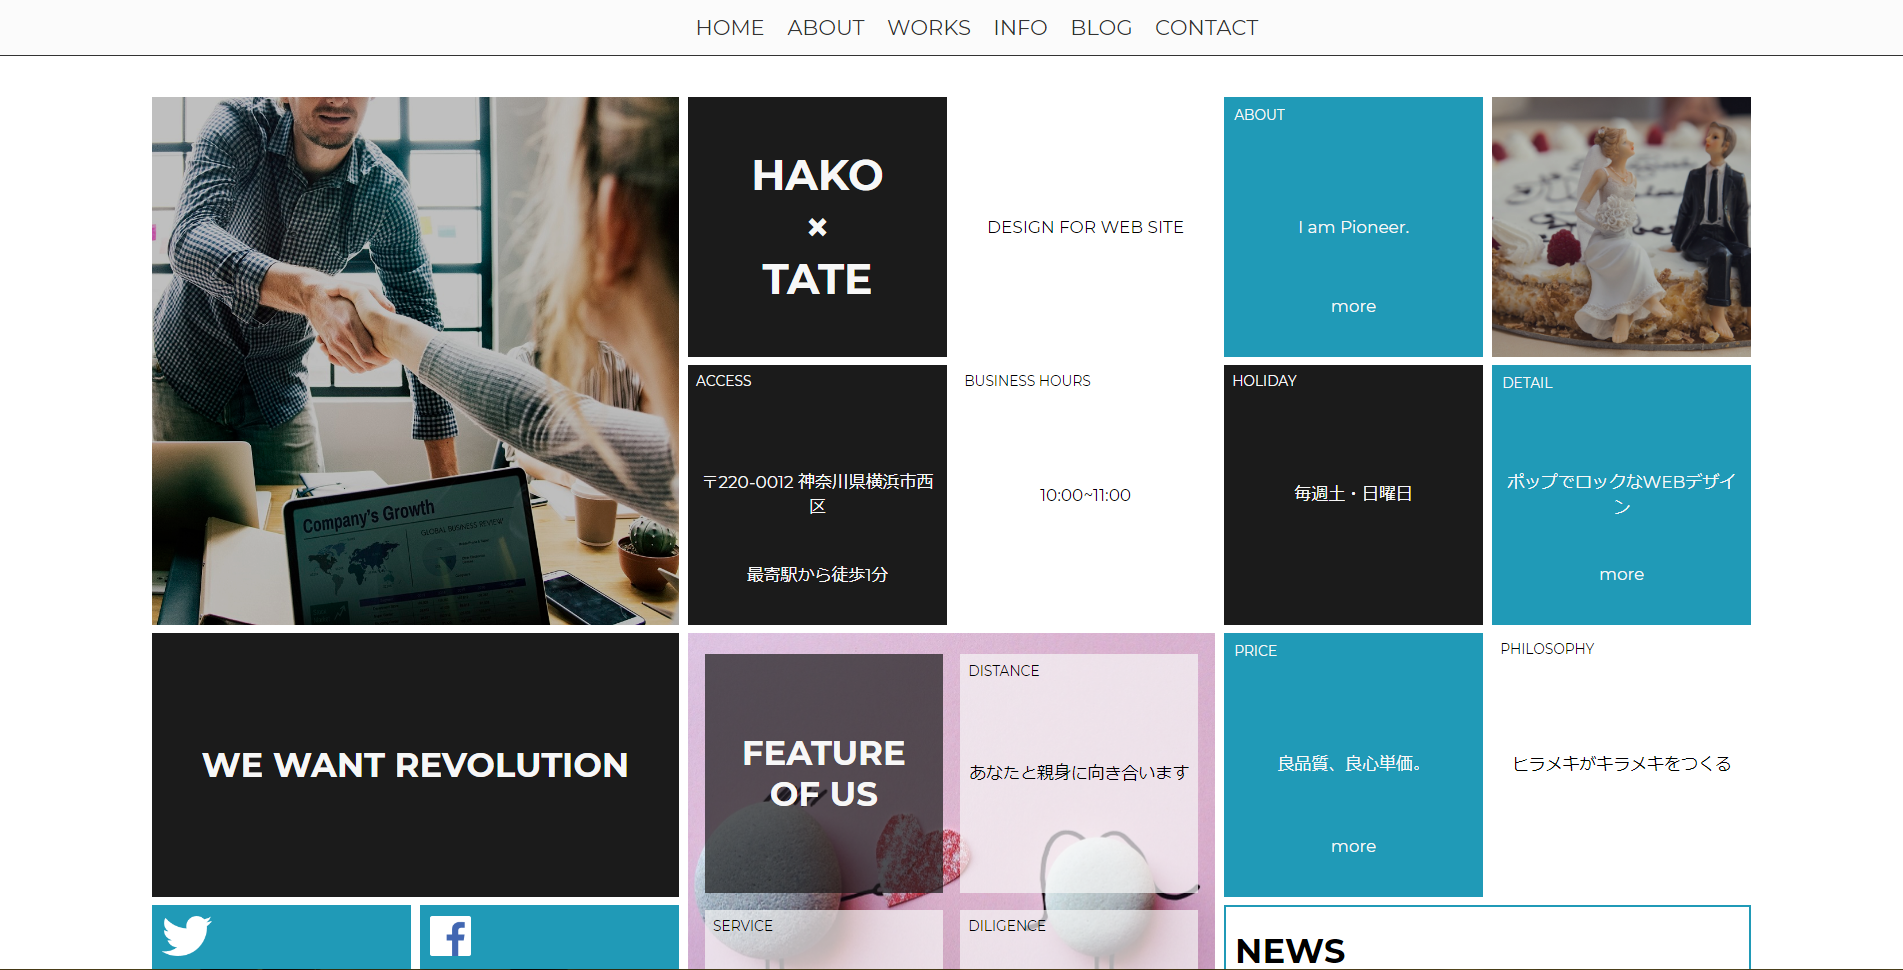 HOME ABOUT WORKS INFO BLOG CONTACT
HAKO
×
TATE
DESIGN FOR WEB SITE
ABOUT
I am Pioneer.
more
Company's Growth
GLOBAL BUSINESS REVIEW
ACCESS
〒220-0012 神奈川県横浜市西
区
最寄駅から徒歩1分
BUSINESS HOURS
10:00~11:00
HOLIDAY
毎週土・日曜日
DETAIL
ポップでロックなWEBデザイ
ン
more
WE WANT REVOLUTION
FEATURE
OF US
DISTANCE
あなたと親身に向き合います
PRICE
良品質、良心単価。
more
PHILOSOPHY
ヒラメキがキラメキをつくる
SERVICE
DILIGENCE
NEWS